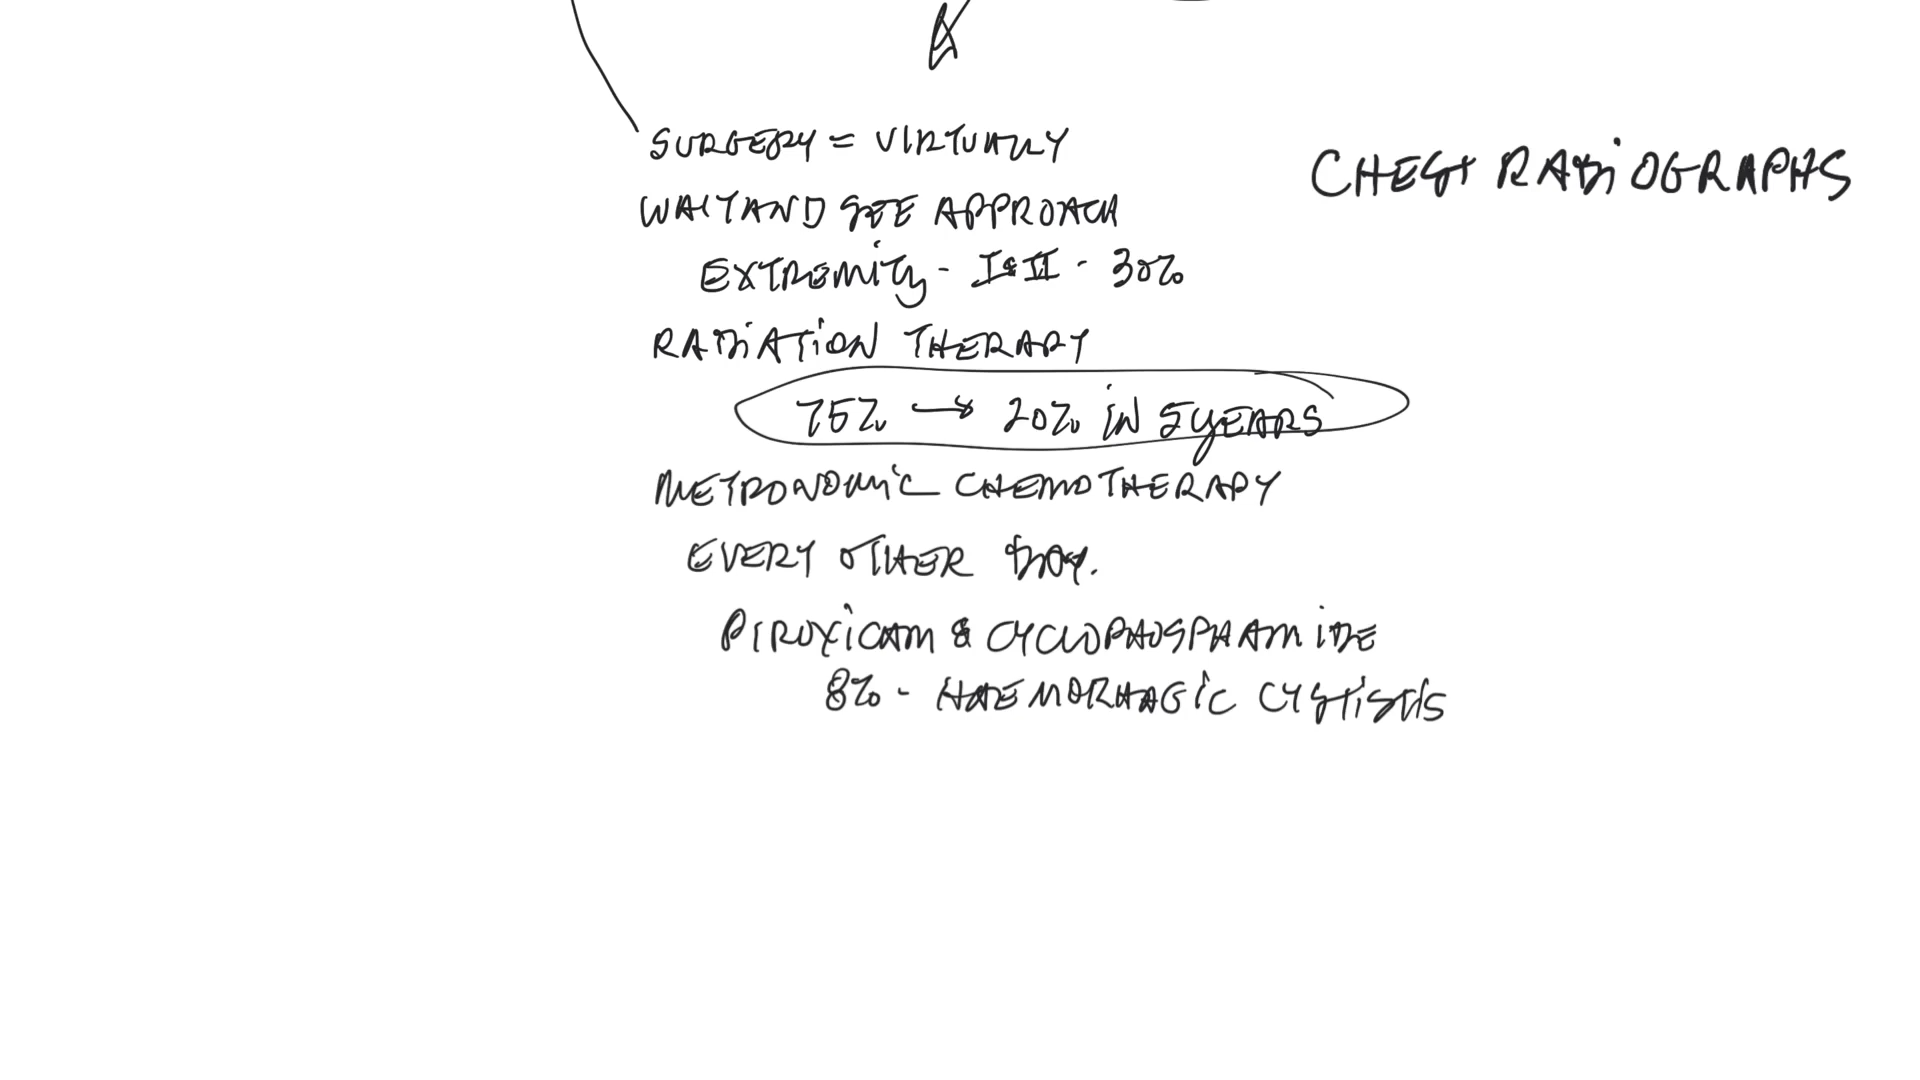 SURGERY = VIRTUALLY
CHEST RADIOGRAPHS
WAIT AND SEE APPROACH
EXTREMITY - I & II - 30%
RADIATION THERAPY
75% → 20% IN 5 YEARS
METRONOMIC CHEMOTHERAPY
EVERY OTHER DAY.
PIROXICAM & CYCLOPHOSPHAMIDE
8% - HAEMORHAGIC CYSTISTIS